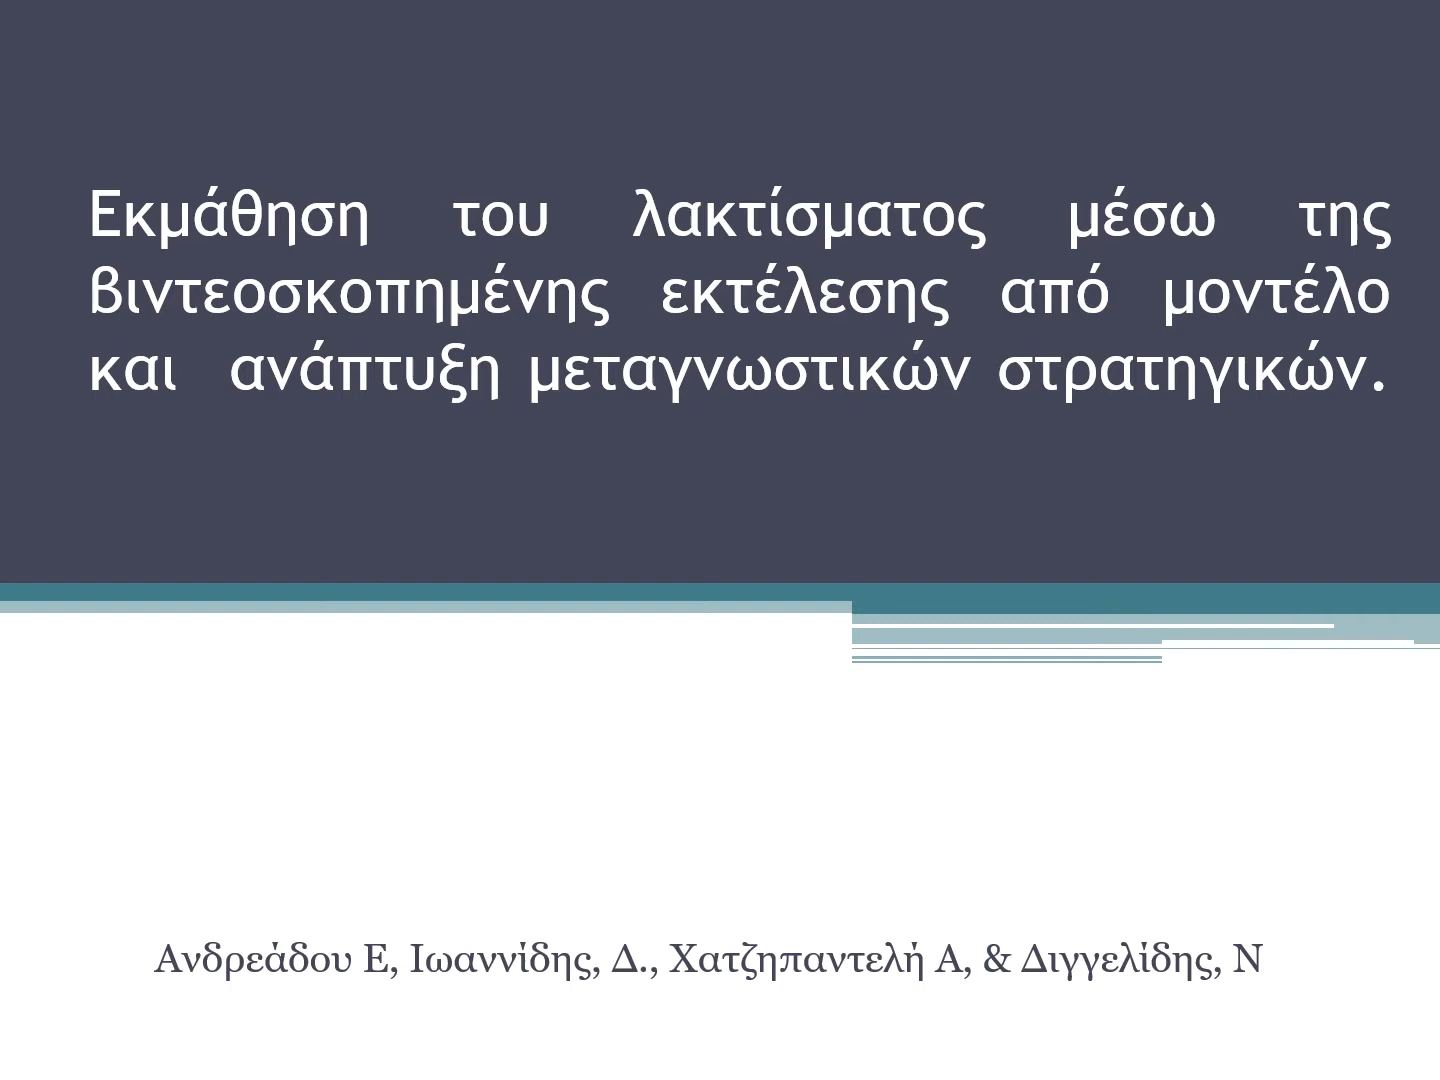 Εκμάθηση του λακτίσματος μέσω της
βιντεοσκοπημένης εκτέλεσης από μοντέλο
και ανάπτυξη μεταγνωστικών στρατηγικών.
Ανδρεάδου Ε, Ιωαννίδης, Δ., Χατζηπαντελή Α, & Διγγελίδης, Ν